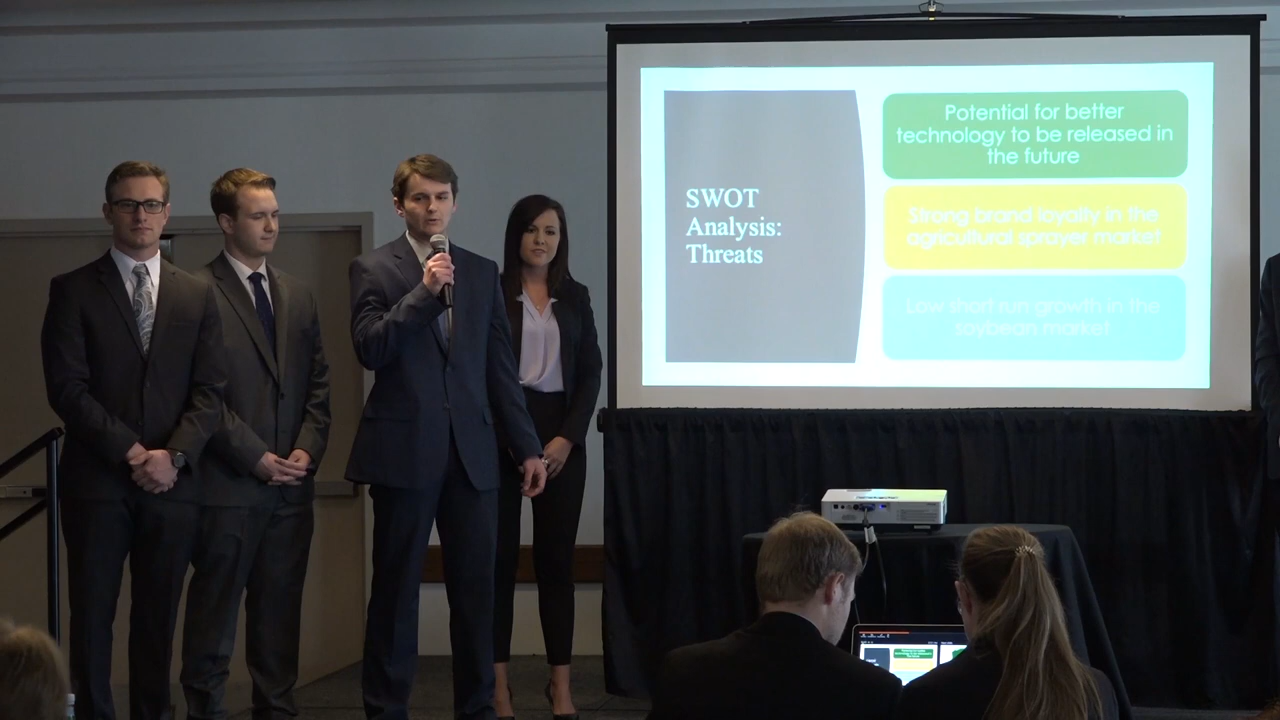 SWOT
Analysis:
Threats
Potential for better
technology to be released in
the future
Strong brand loyalty in the
agricultural sprayer market
Low short run growth in the
soybean market